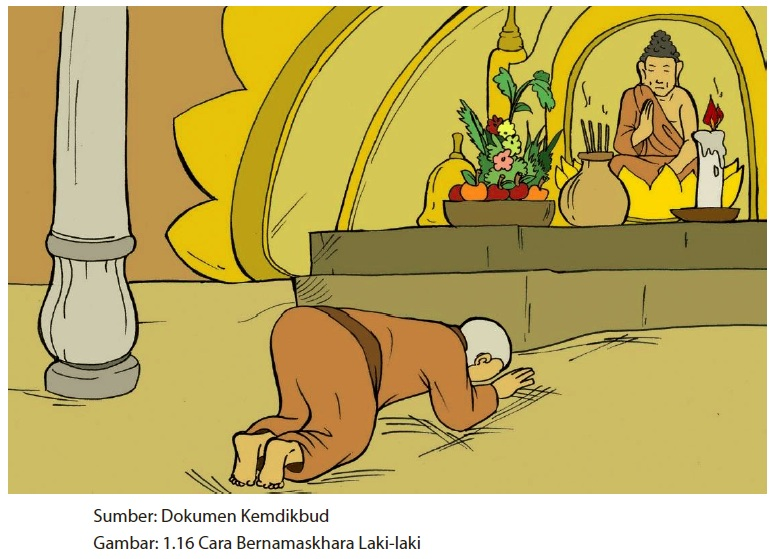 Sumber: Dokumen Kemdikbud
Gambar: 1.16 Cara Bernamaskhara Laki-laki